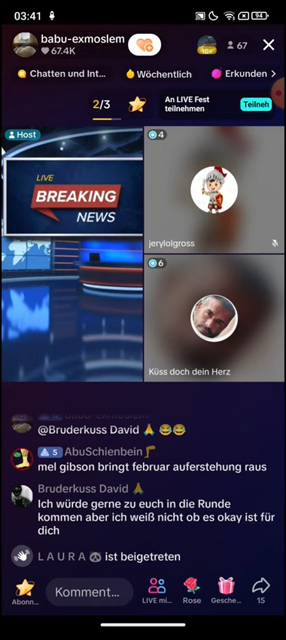 03:41
94
babu-exmoslem
67.4K
67
Chatten und Int...
Wöchentlich
Erkunden
2/3
An LIVE Fest
teilnehmen
Teilneh
Host
LIVE
BREAKING
NEWS
4
jerylolgross
6
Küss doch dein Herz
@Bruderkuss David 🙏 😂😂
5 AbuSchienbein
mel gibson bringt februar auferstehung raus
Bruderkuss David
Ich würde gerne zu euch in die Runde
kommen aber ich weiß nicht ob es okay ist für
dich
L A U R A 🐼 ist beigetreten
Abonn...
Komment...
LIVE mi...
Rose
Gesche...
15